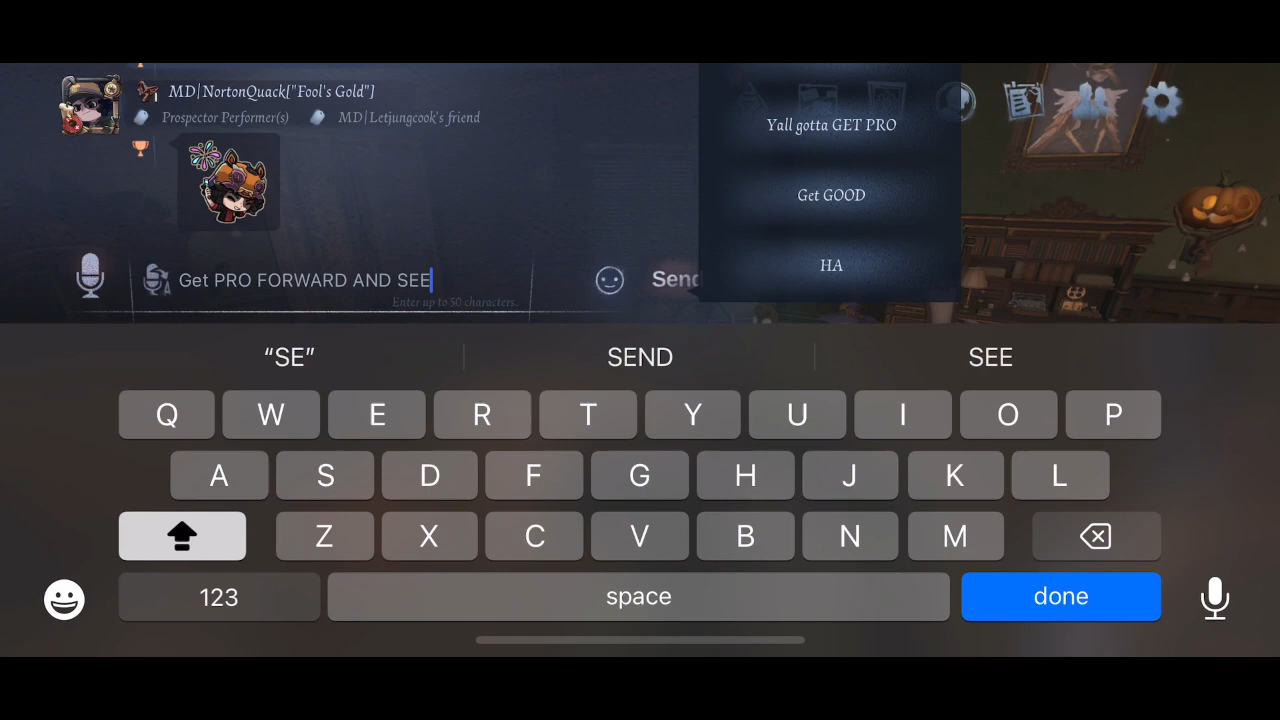 MD|NortonQuack["Fool's Gold"]
Prospector Performer(s) MD|Letjungcook's friend
Yall gotta GET PRO
Get GOOD
HA
Get PRO FORWARD AND SEE
Send
Enter up to 50 characters.
“SE” SEND SEE
Q W E R T Y U I O P
A S D F G H J K L
Z X C V B N M
123 space done